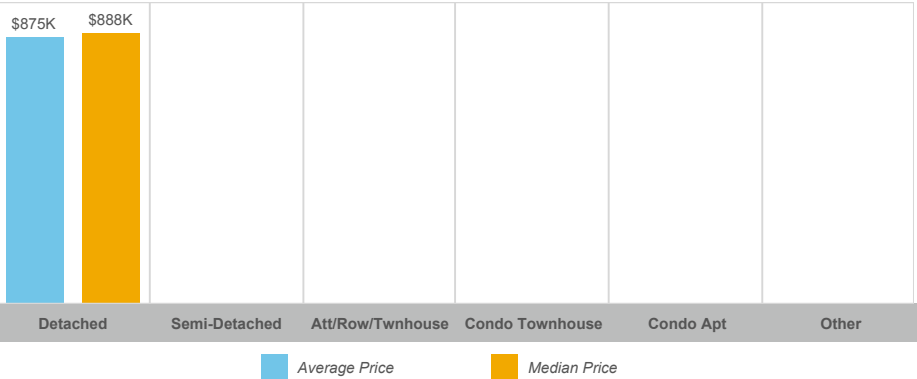 $875K $888K
Detached Semi-Detached Att/Row/Twnhouse Condo Townhouse Condo Apt Other
Average Price Median Price